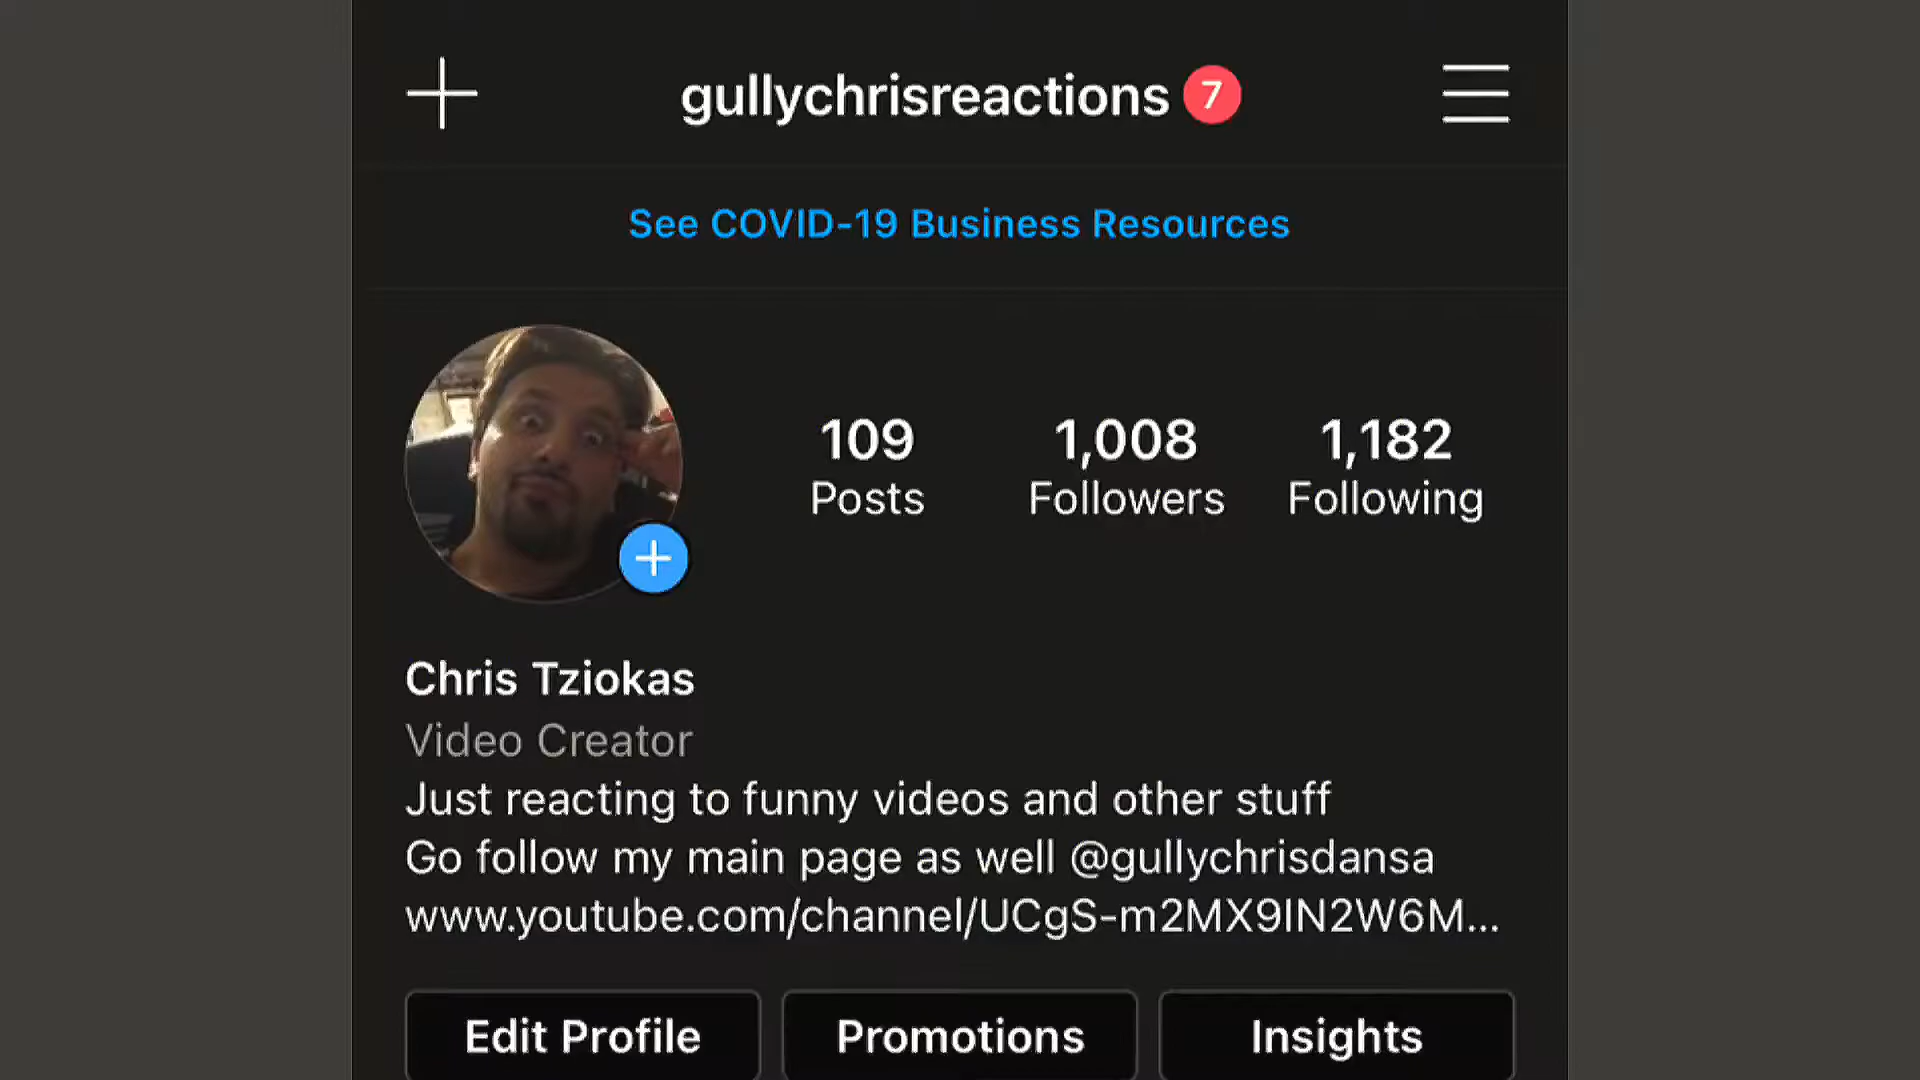 gullychrisreactions 7
See COVID-19 Business Resources
109 1,008 1,182
Posts Followers Following
Chris Tziokas
Video Creator
Just reacting to funny videos and other stuff
Go follow my main page as well @gullychrisdansa
www.youtube.com/channel/UCgS-m2MX9IN2W6M...
Edit Profile Promotions Insights